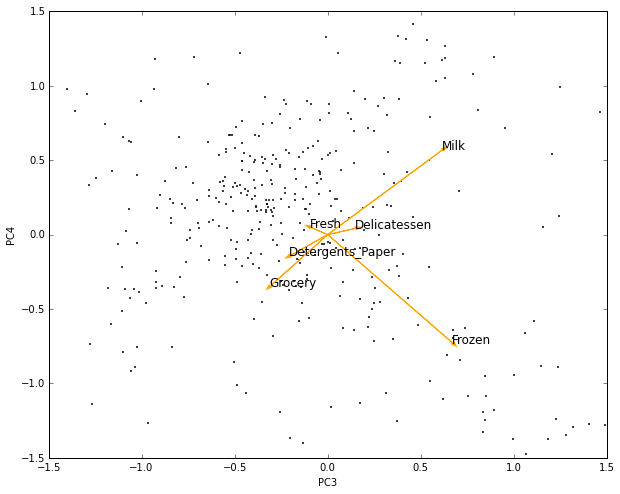 1.5
1.0
Milk
0.5
Fresh
Delicatessen
PC4
0.0
Detergents_Paper
Grocery
−0.5
Frozen
−1.0
−1.5
−1.5 −1.0 −0.5 0.0 0.5 1.0 1.5
PC3